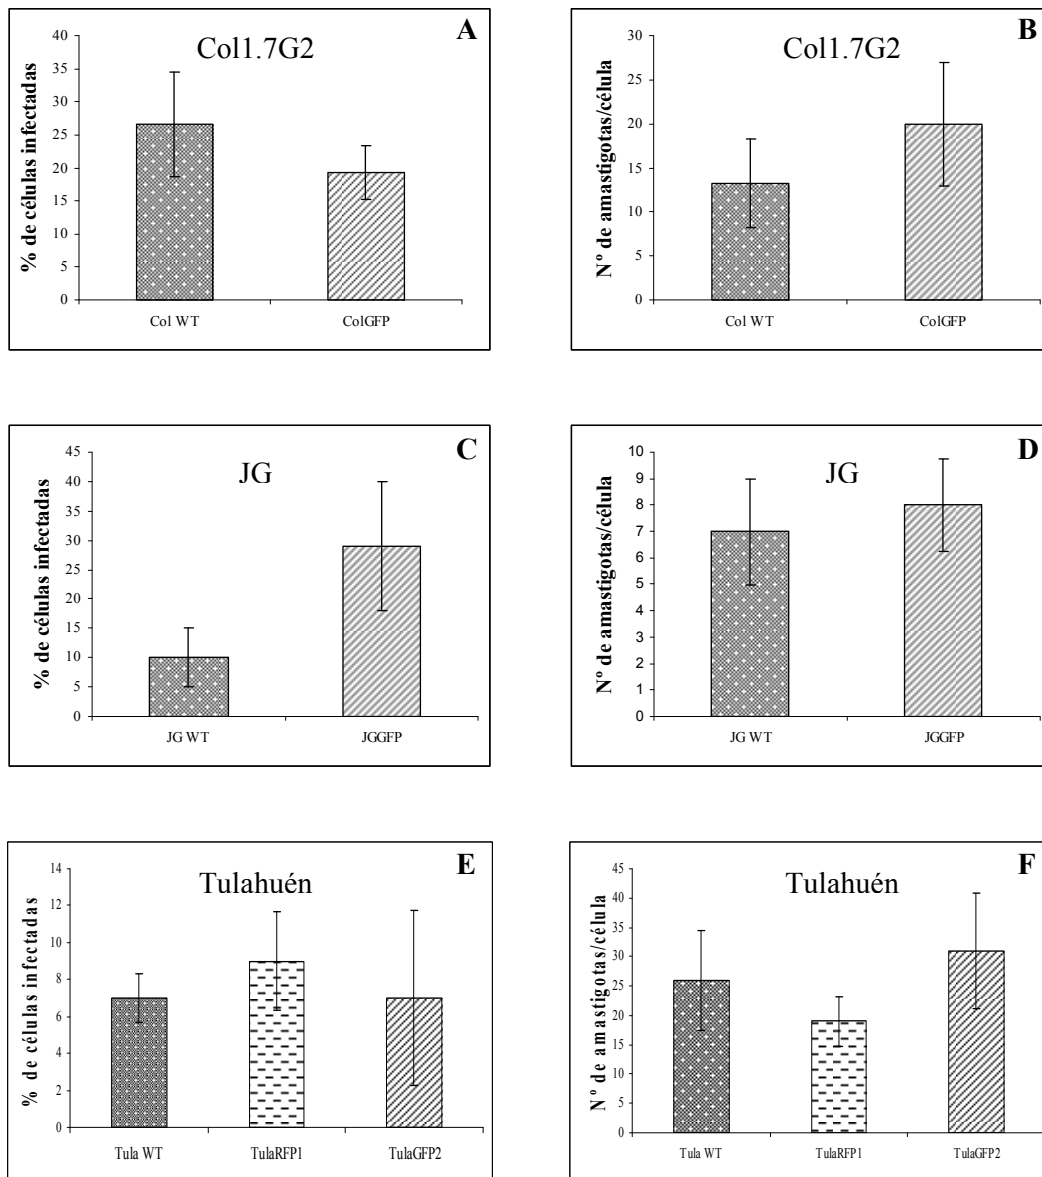 A
Col1.7G2
% de células infectadas
40
35
30
25
20
15
10
5
0
Col WT
ColGFP
B
Col1.7G2
Nº de amastigotas/célula
30
25
20
15
10
5
0
Col WT
ColGFP
C
JG
% de células infectadas
45
40
35
30
25
20
15
10
5
0
JG WT
JGGFP
D
JG
Nº de amastigotas/célula
10
9
8
7
6
5
4
3
2
1
0
JG WT
JGGFP
E
Tulahuén
% de células infectadas
14
12
10
8
6
4
2
0
Tula WT
TulaRFP1
TulaGFP2
F
Tulahuén
Nº de amastigotas/célula
45
40
35
30
25
20
15
10
5
0
Tula WT
TulaRFP1
TulaGFP2